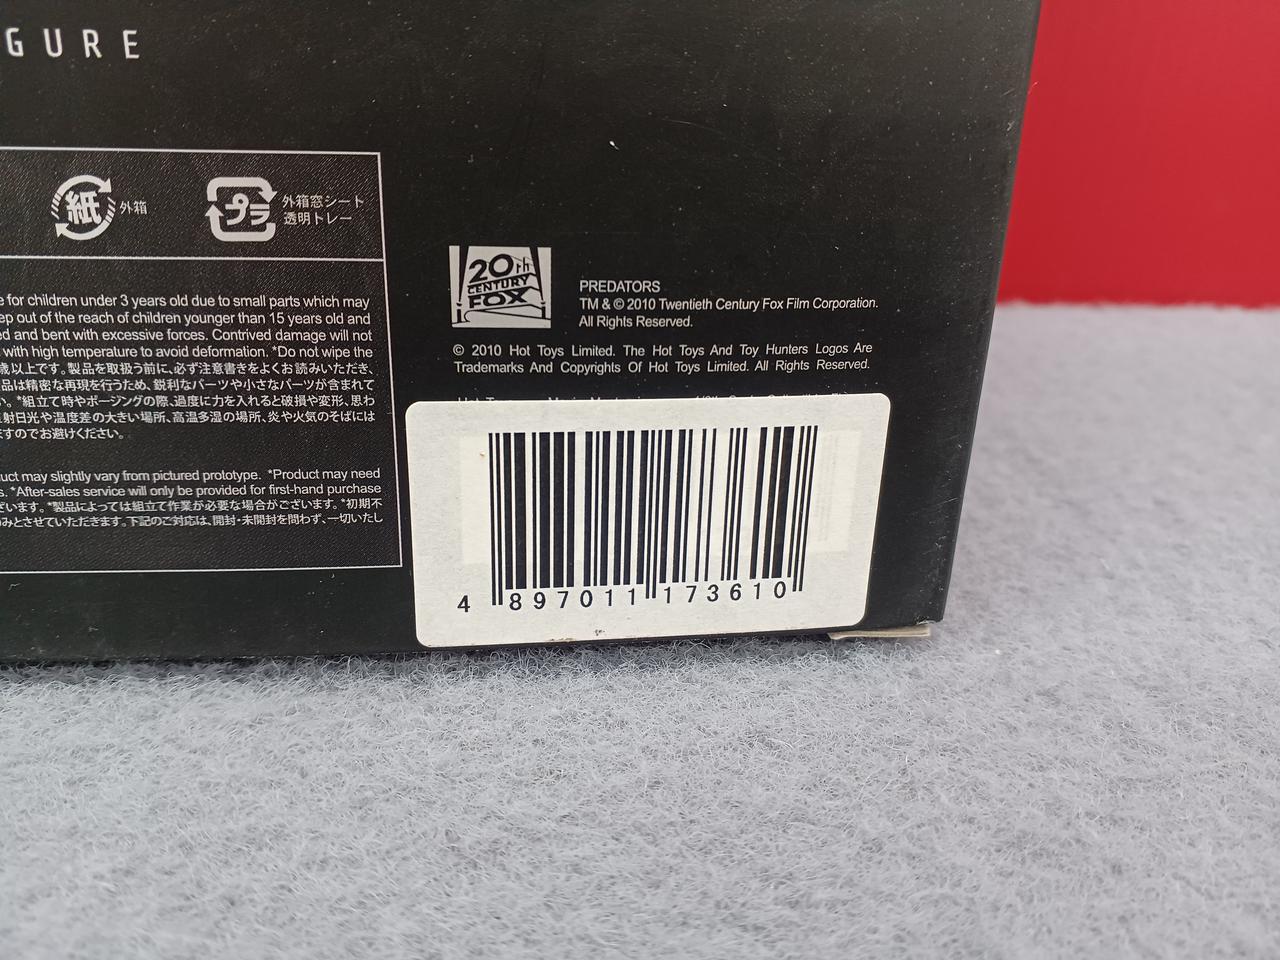 GURE
紙 外箱
プラ 外箱窓シート
透明トレー
e for children under 3 years old due to small parts which may
ep out of the reach of children younger than 15 years old and
ed and bent with excessive forces. Contrived damage will not
with high temperature to avoid deformation. *Do not wipe the
歳以上です。製品を取扱う前に、必ず注意書きをよくお読みいただき、
品は精密な再現を行うため、鋭利なパーツや小さなパーツが含まれて
い。*組立て時やポージングの際、過度に力を入れると破損や変形、思わ
射日光や温度差の大きい場所、高温多湿の場所、炎や火気のそばには
ますのでお避けください。
uct may slightly vary from pictured prototype. *Product may need
s. *After-sales service will only be provided for first-hand purchase
ざいます。*製品によっては組立て作業が必要な場合がございます。*初期不
のみとさせていただきます。下記のご対応は、開封・未開封を問わず、一切いたし
20th
CENTURY
FOX
PREDATORS
TM & © 2010 Twentieth Century Fox Film Corporation.
All Rights Reserved.
© 2010 Hot Toys Limited. The Hot Toys And Toy Hunters Logos Are
Trademarks And Copyrights Of Hot Toys Limited. All Rights Reserved.
4 897011 173610